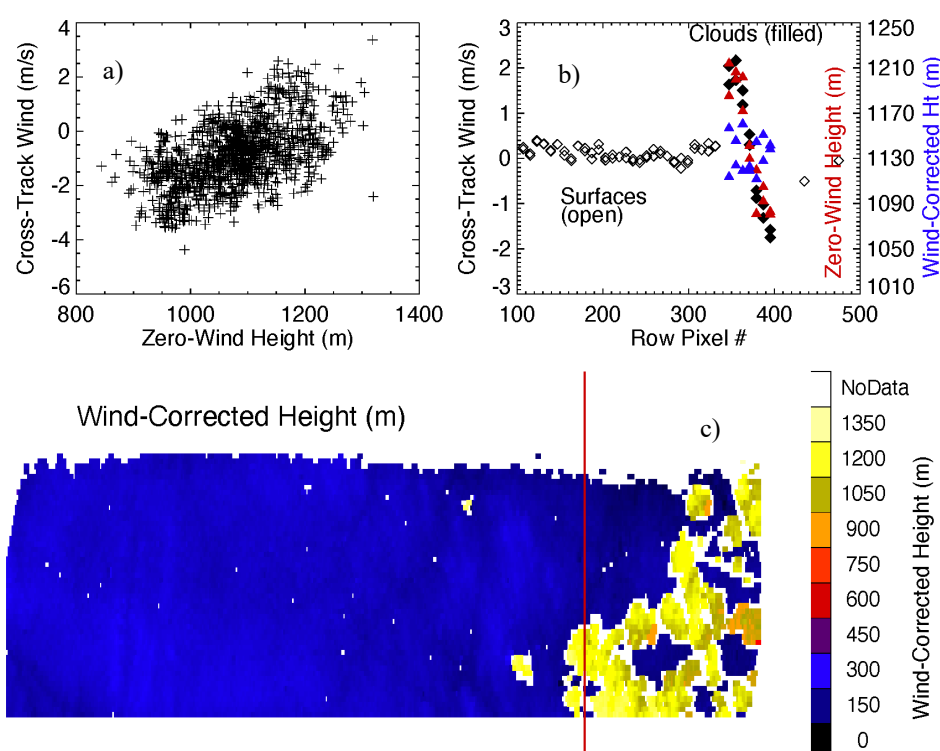 a)
Cross-Track Wind (m/s)
4
2
0
-2
-4
-6
800
1000
1200
1400
Zero-Wind Height (m)
b)
Clouds (filled)
Cross-Track Wind (m/s)
3
2
1
0
-1
-2
Surfaces
(open)
100
200
300
400
500
Row Pixel #
Zero-Wind Height (m)
1250
1210
1170
1130
1090
1050
1010
Wind-Corrected Ht (m)
Wind-Corrected Height (m)
c)
NoData
1350
1200
1050
900
750
600
450
300
150
0
Wind-Corrected Height (m)